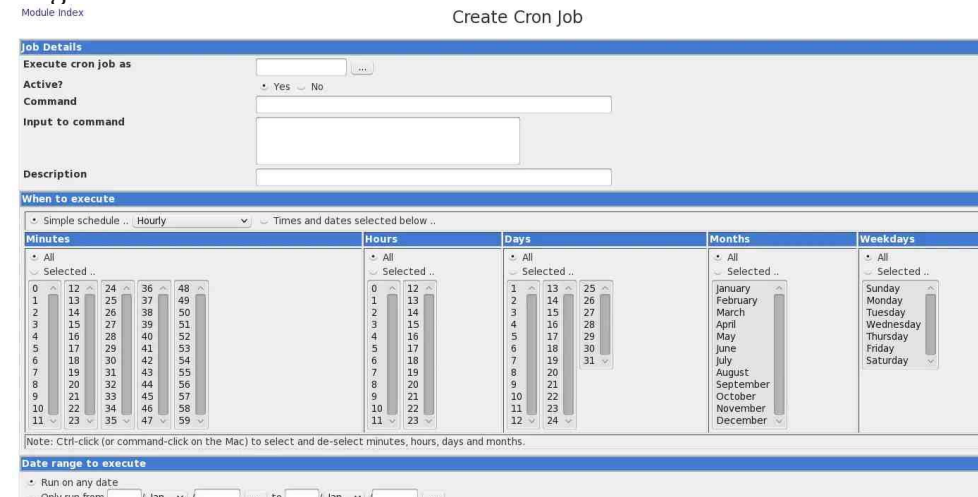 Module Index
Create Cron Job
Job Details
Execute cron job as
...
Active?
Yes No
Command
Input to command
Description
When to execute
Simple schedule .. Hourly Times and dates selected below ..
Minutes Hours Days Months Weekdays
All All All All All
Selected .. Selected .. Selected .. Selected .. Selected ..
0 12 24 36 48 0 12 1 13 25 January Sunday
1 13 25 37 49 1 13 2 14 26 February Monday
2 14 26 38 50 2 14 3 15 27 March Tuesday
3 15 27 39 51 3 15 4 16 28 April Wednesday
4 16 28 40 52 4 16 5 17 29 May Thursday
5 17 29 41 53 5 17 6 18 30 June Friday
6 18 30 42 54 6 18 7 19 31 July Saturday
7 19 31 43 55 7 19 8 20 August
8 20 32 44 56 8 20 9 21 September
9 21 33 45 57 9 21 10 22 October
10 22 34 46 58 10 22 11 23 November
11 23 35 47 59 11 23 12 24 December
Note: Ctrl-click (or command-click on the Mac) to select and de-select minutes, hours, days and months.
Date range to execute
Run on any date
Only run from / Jan / ... to / Jan / ...